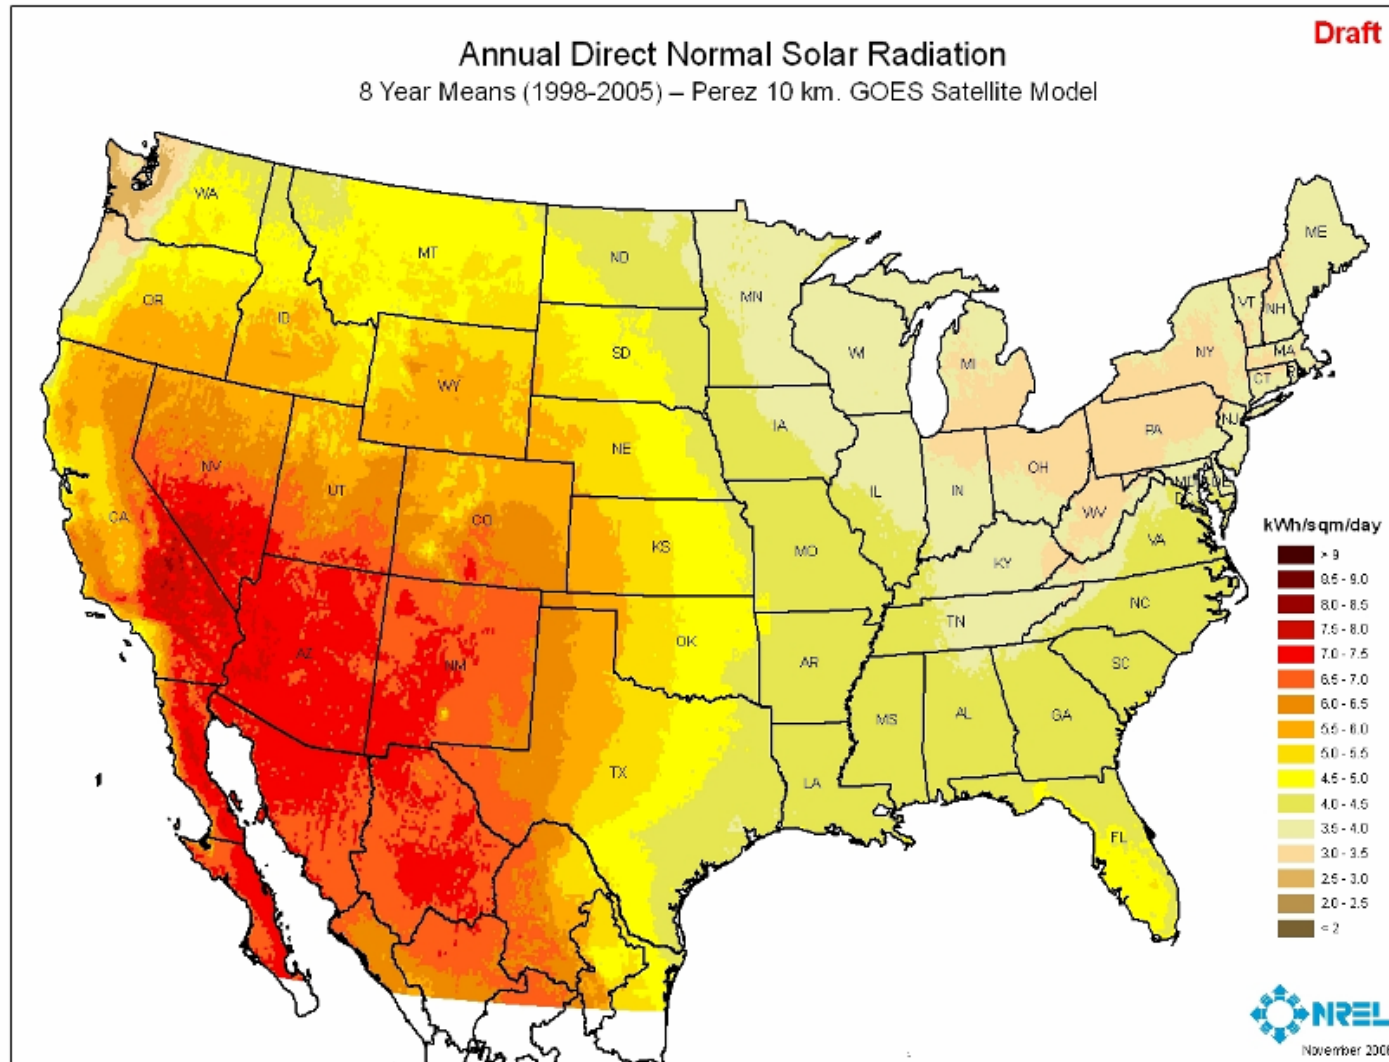 Draft
Annual Direct Normal Solar Radiation
8 Year Means (1998-2005) – Perez 10 km. GOES Satellite Model
WA
MT
ND
MN
ME
OR
ID
SD
WI
MI
VT
NH
NY
MA
CT
WY
NE
IA
PA
NJ
NV
UT
CO
IL
IN
OH
WV
MD
DE
DC
CA
KS
MO
KY
VA
AZ
NM
OK
AR
TN
NC
SC
TX
LA
MS
AL
GA
FL
kWh/sqm/day
> 9
8.5 - 9.0
8.0 - 8.5
7.5 - 8.0
7.0 - 7.5
6.5 - 7.0
6.0 - 6.5
5.5 - 6.0
5.0 - 5.5
4.5 - 5.0
4.0 - 4.5
3.5 - 4.0
3.0 - 3.5
2.5 - 3.0
2.0 - 2.5
< 2
NREL
November 2006